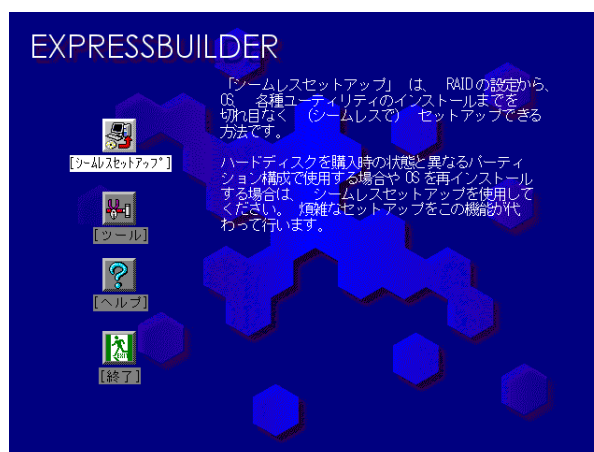 EXPRESSBUILDER
「シームレスセットアップ」 は、 RAIDの設定から、
OS、 各種ユーティリティのインストールまでを
切れ目なく (シームレスで) セットアップできる
方法です。
ハードディスクを購入時の状態と異なるパーティ
ション構成で使用する場合や OS を再インストール
する場合は、 シームレスセットアップを使用して
ください。 煩雑なセットアップをこの機能が代
わって行います。
[シームレスセットアップ]
[ツール]
[ヘルプ]
EXIT
[終了]